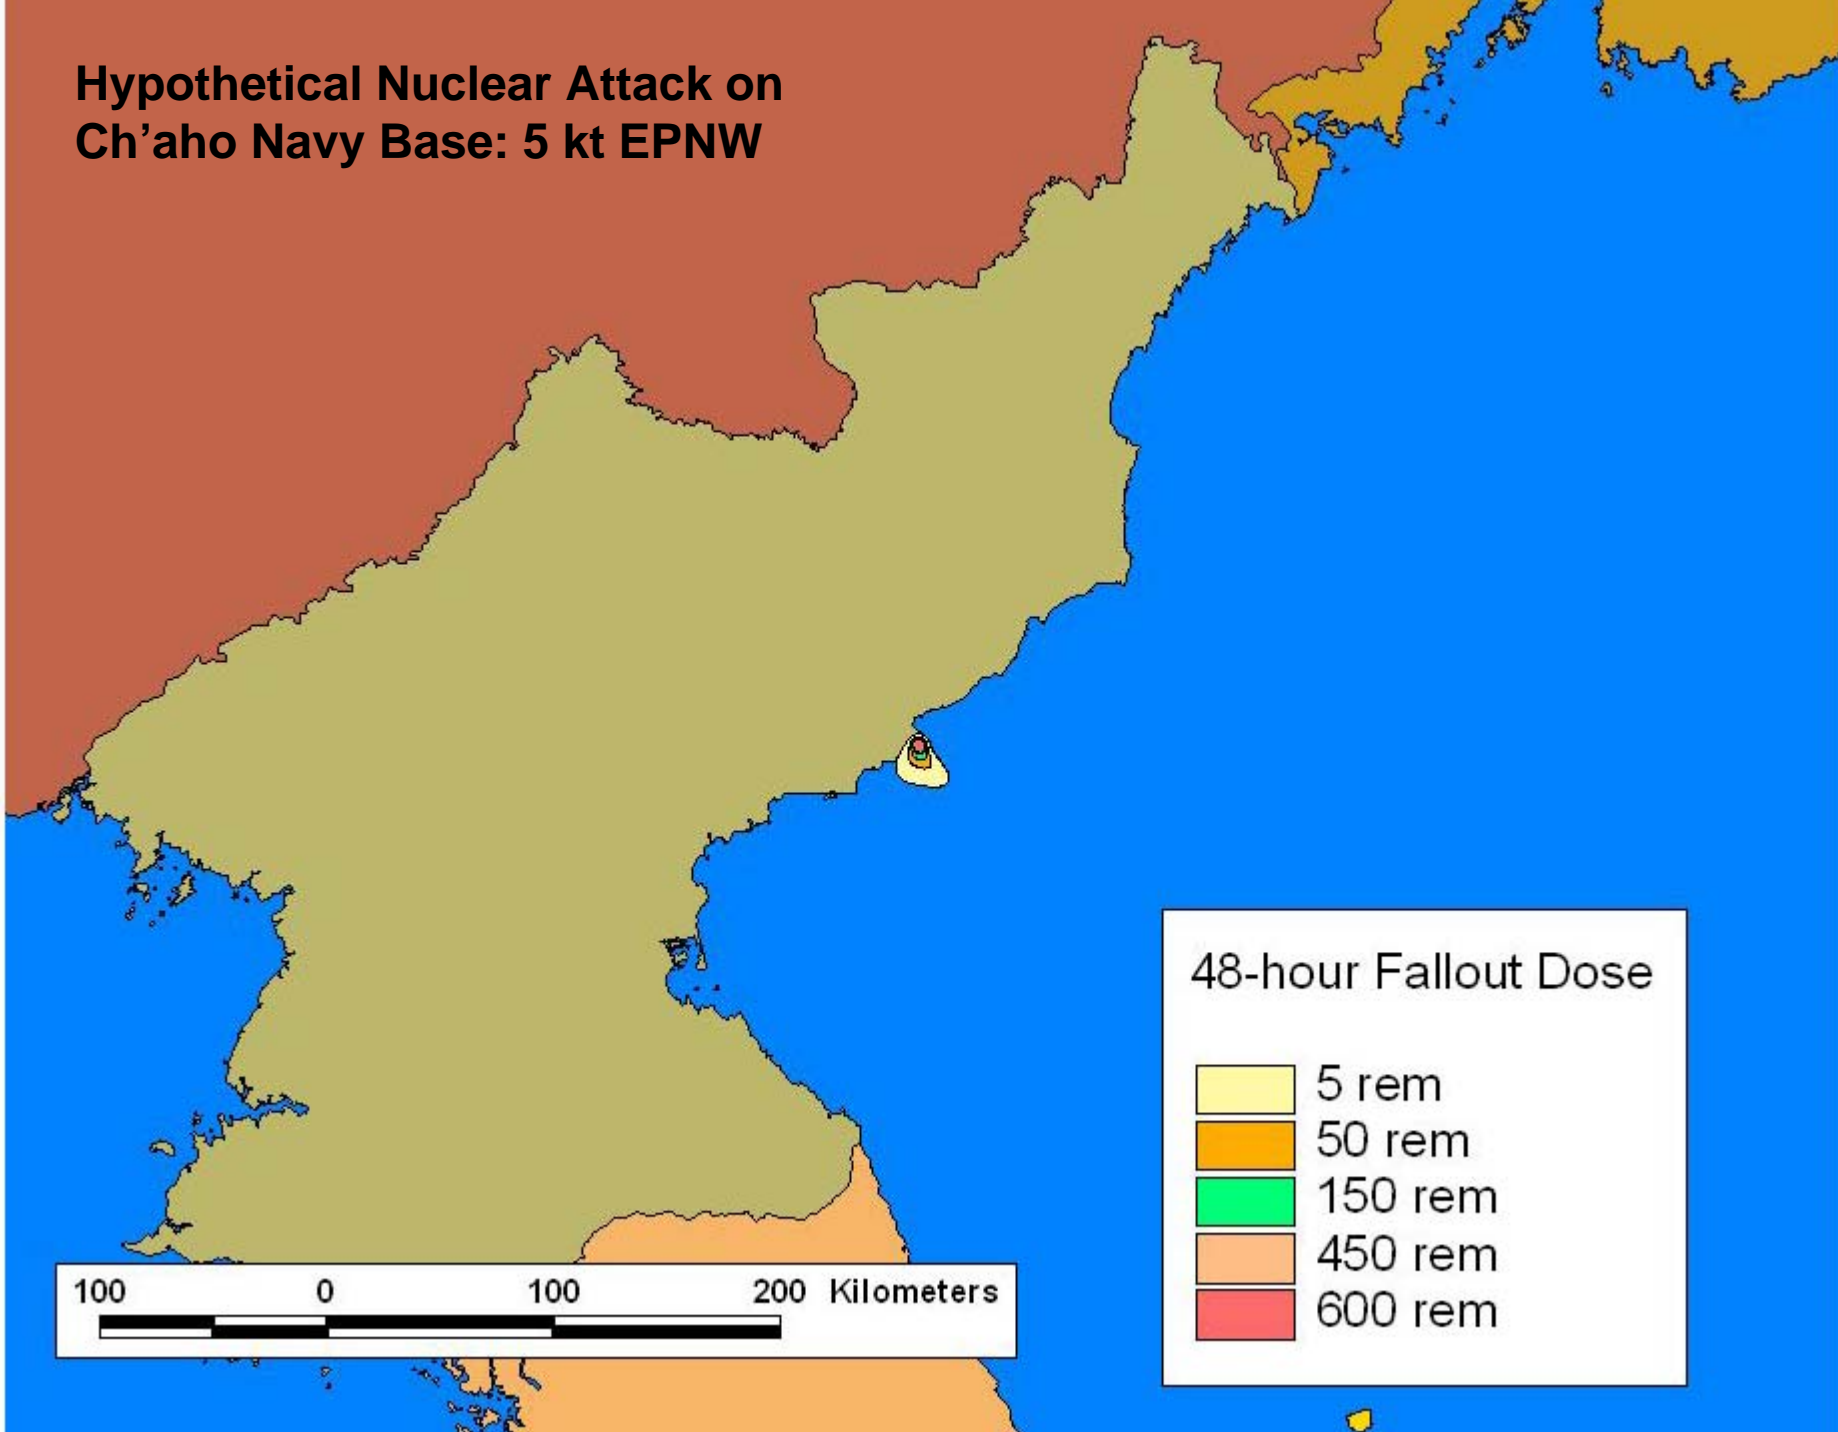 Hypothetical Nuclear Attack on
Ch’aho Navy Base: 5 kt EPNW
48-hour Fallout Dose
5 rem
50 rem
150 rem
450 rem
600 rem
100 0 100 200 Kilometers